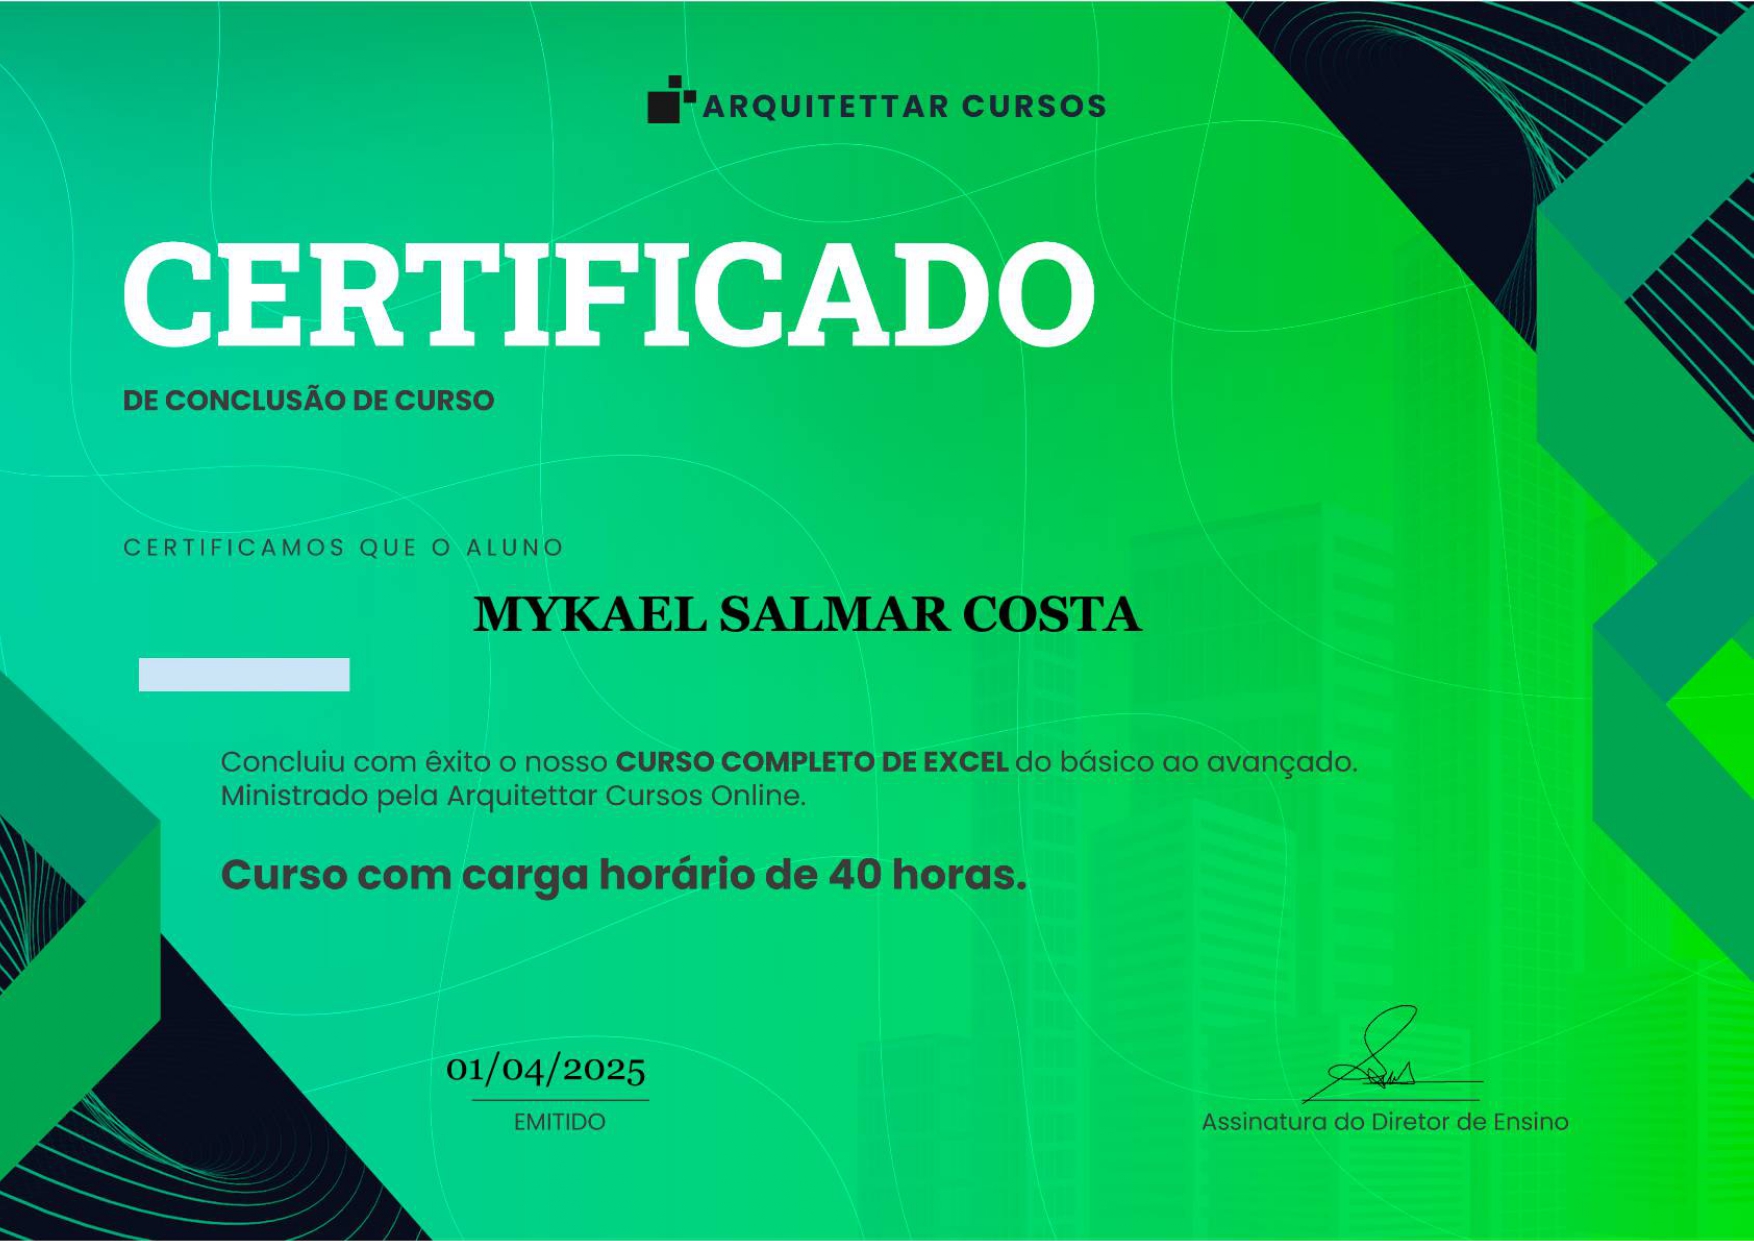 ARQUITETTAR CURSOS
CERTIFICADO
DE CONCLUSÃO DE CURSO
CERTIFICAMOS QUE O ALUNO
MYKAEL SALMAR COSTA
Concluiu com êxito o nosso CURSO COMPLETO DE EXCEL do básico ao avançado.
Ministrado pela Arquitettar Cursos Online.
Curso com carga horário de 40 horas.
01/04/2025
EMITIDO
Assinatura do Diretor de Ensino